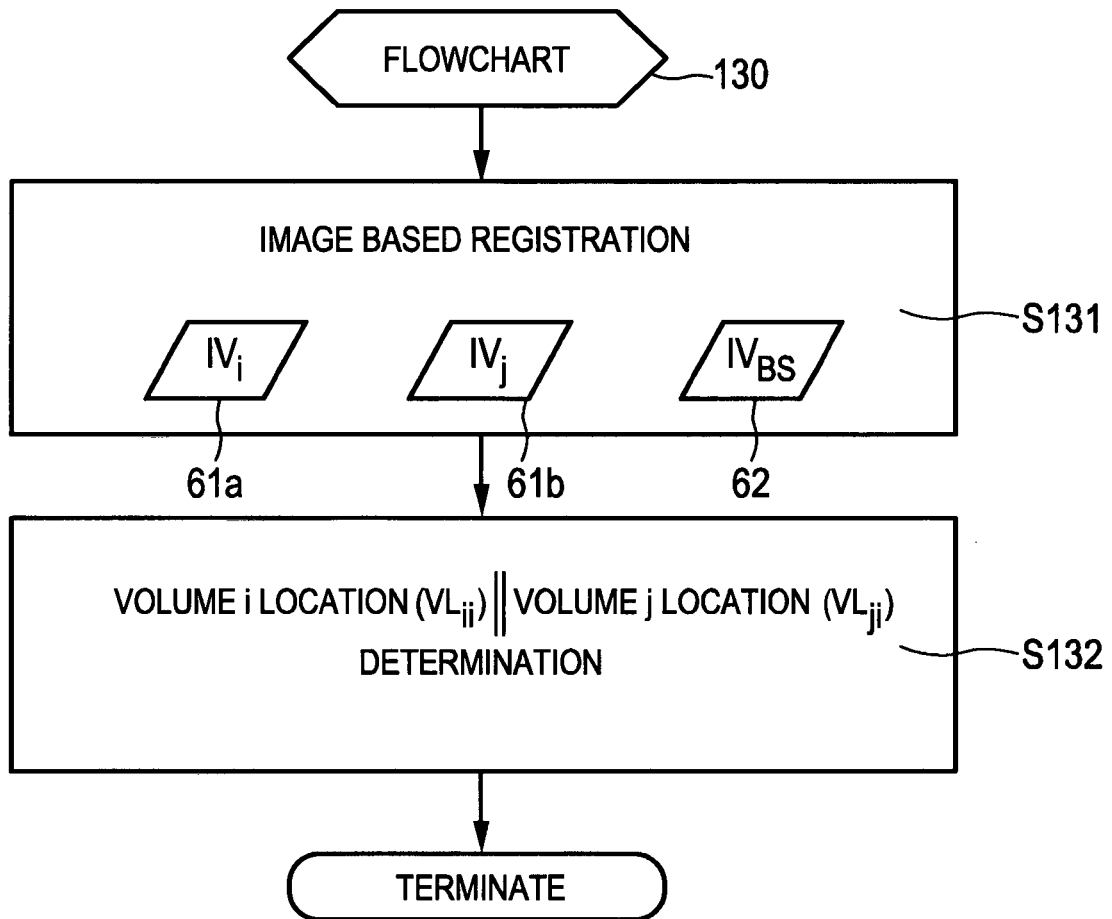 FLOWCHART
130
IMAGE BASED REGISTRATION
S131
IVi
IVj
IVBS
61a
61b
62
VOLUME i LOCATION (VLii) || VOLUME j LOCATION (VLji)
DETERMINATION
S132
TERMINATE